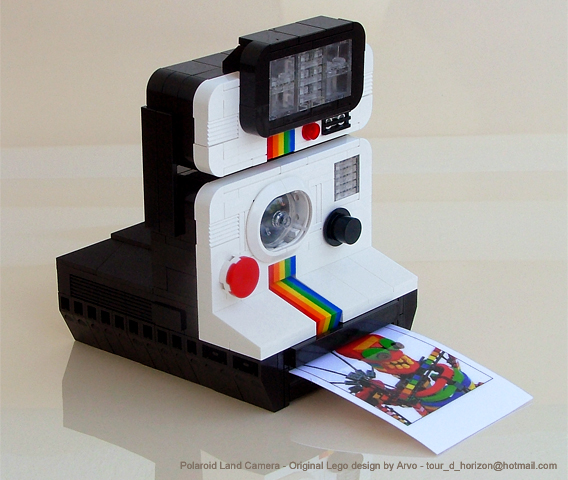 Polaroid Land Camera - Original Lego design by Arvo - tour_d_horizon@hotmail.com